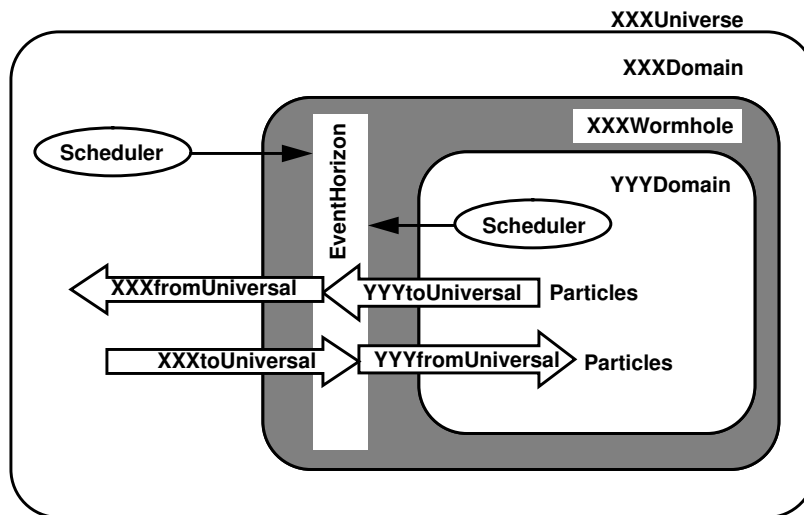 XXXUniverse
XXXDomain
XXXWormhole
Scheduler
EventHorizon
YYYDomain
Scheduler
XXXfromUniversal
YYYtoUniversal
Particles
XXXtoUniversal
YYYfromUniversal
Particles